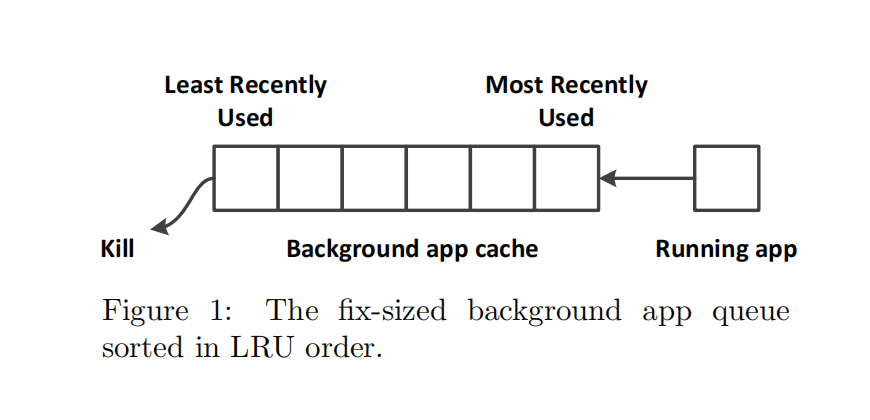 Least Recently
Used
Most Recently
Used
Kill
Background app cache
Running app
Figure 1: The fix-sized background app queue
sorted in LRU order.